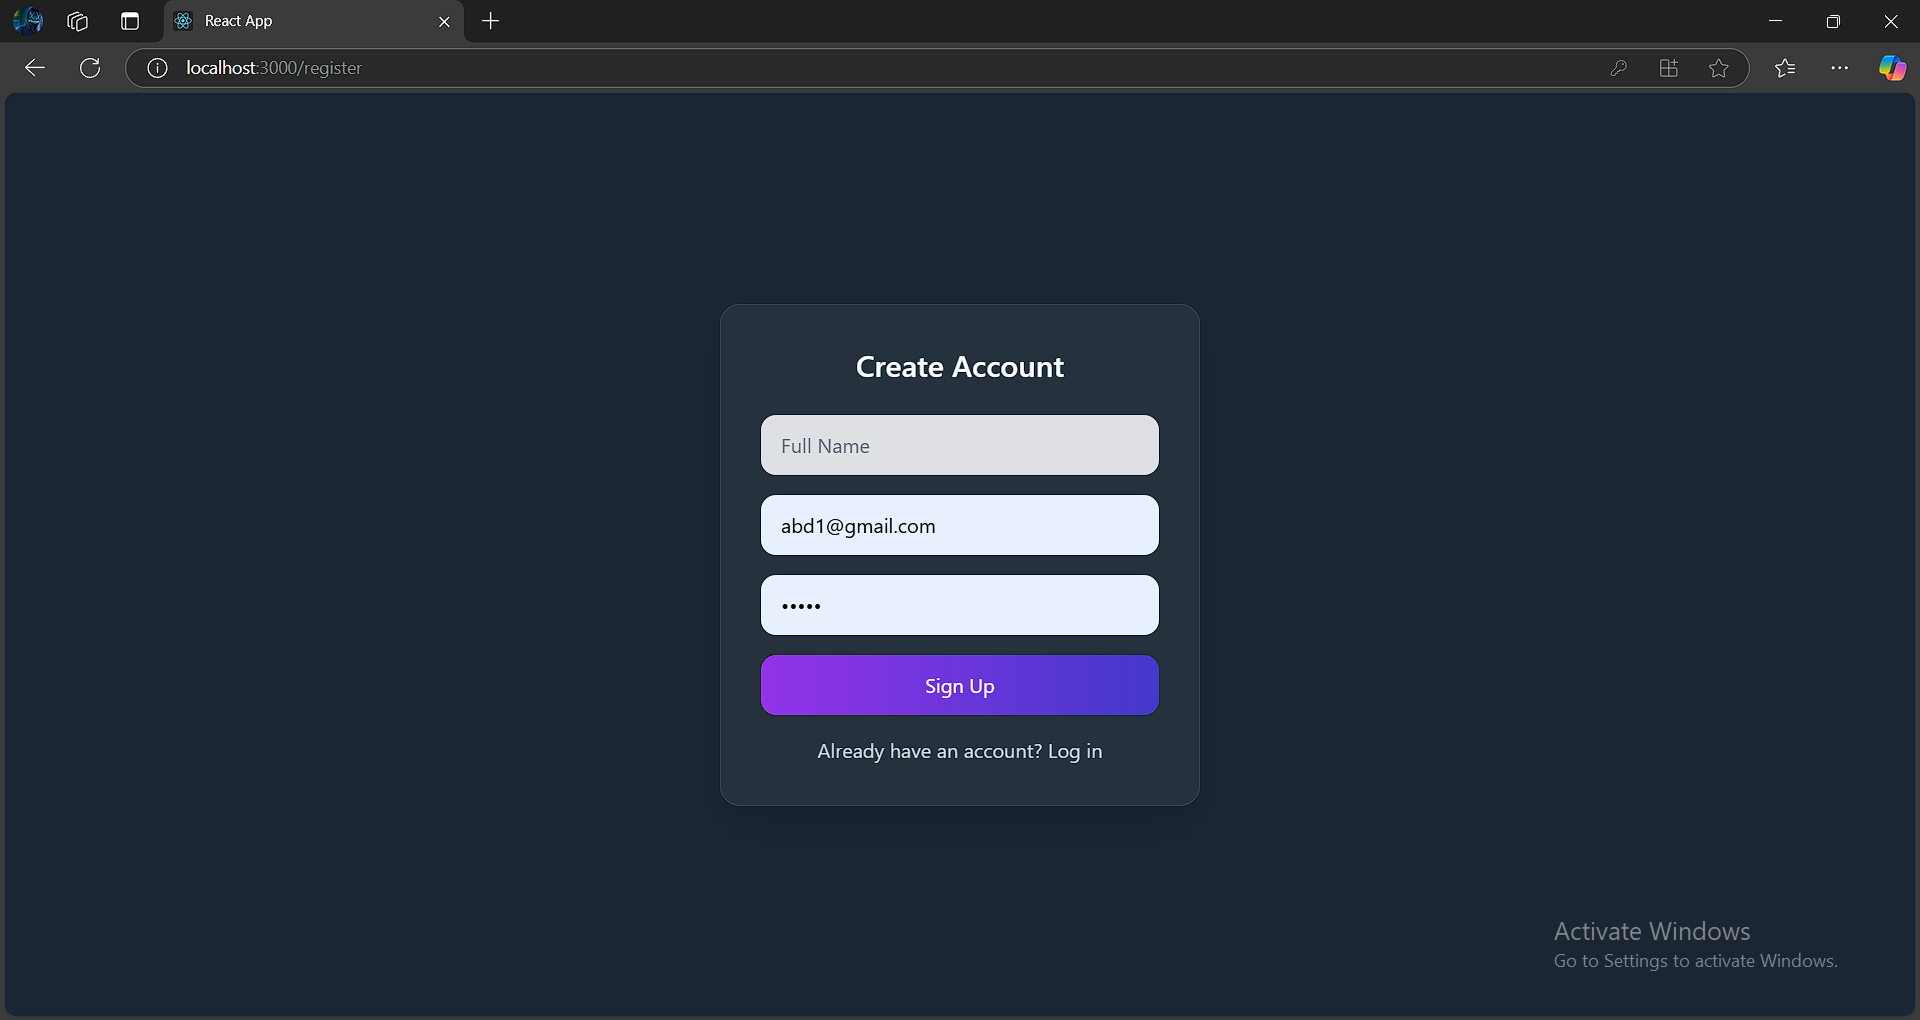 React App
localhost:3000/register
Create Account
Full Name
abd1@gmail.com
•••••
Sign Up
Already have an account? Log in
Activate Windows
Go to Settings to activate Windows.